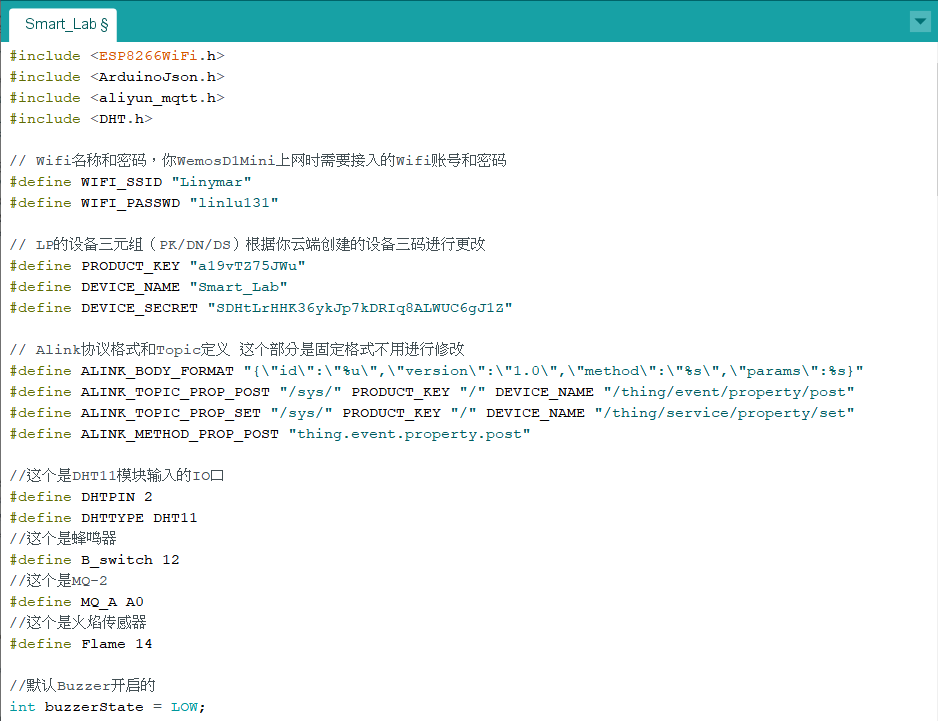 Smart_Lab §
#include <ESP8266WiFi.h>
#include <ArduinoJson.h>
#include <aliyun_mqtt.h>
#include <DHT.h>
// Wifi名称和密码，你WemosD1Mini上网时需要接入的Wifi账号和密码
#define WIFI_SSID "Linymar"
#define WIFI_PASSWD "linlu131"
// LP的设备三元组（PK/DN/DS）根据你云端创建的设备三码进行更改
#define PRODUCT_KEY "a19vTZ75JWu"
#define DEVICE_NAME "Smart_Lab"
#define DEVICE_SECRET "SDHtLrHHK36ykJp7kDRIq8ALWUC6gJ1Z"
// Alink协议格式和Topic定义 这个部分是固定格式不用进行修改
#define ALINK_BODY_FORMAT "{\"id\":\"%u\",\"version\":\"1.0\",\"method\":\"%s\",\"params\":%s}"
#define ALINK_TOPIC_PROP_POST "/sys/" PRODUCT_KEY "/" DEVICE_NAME "/thing/event/property/post"
#define ALINK_TOPIC_PROP_SET "/sys/" PRODUCT_KEY "/" DEVICE_NAME "/thing/service/property/set"
#define ALINK_METHOD_PROP_POST "thing.event.property.post"
//这个是DHT11模块输入的IO口
#define DHTPIN 2
#define DHTTYPE DHT11
//这个是蜂鸣器
#define B_switch 12
//这个是MQ-2
#define MQ_A A0
//这个是火焰传感器
#define Flame 14
//默认Buzzer开启的
int buzzerState = LOW;